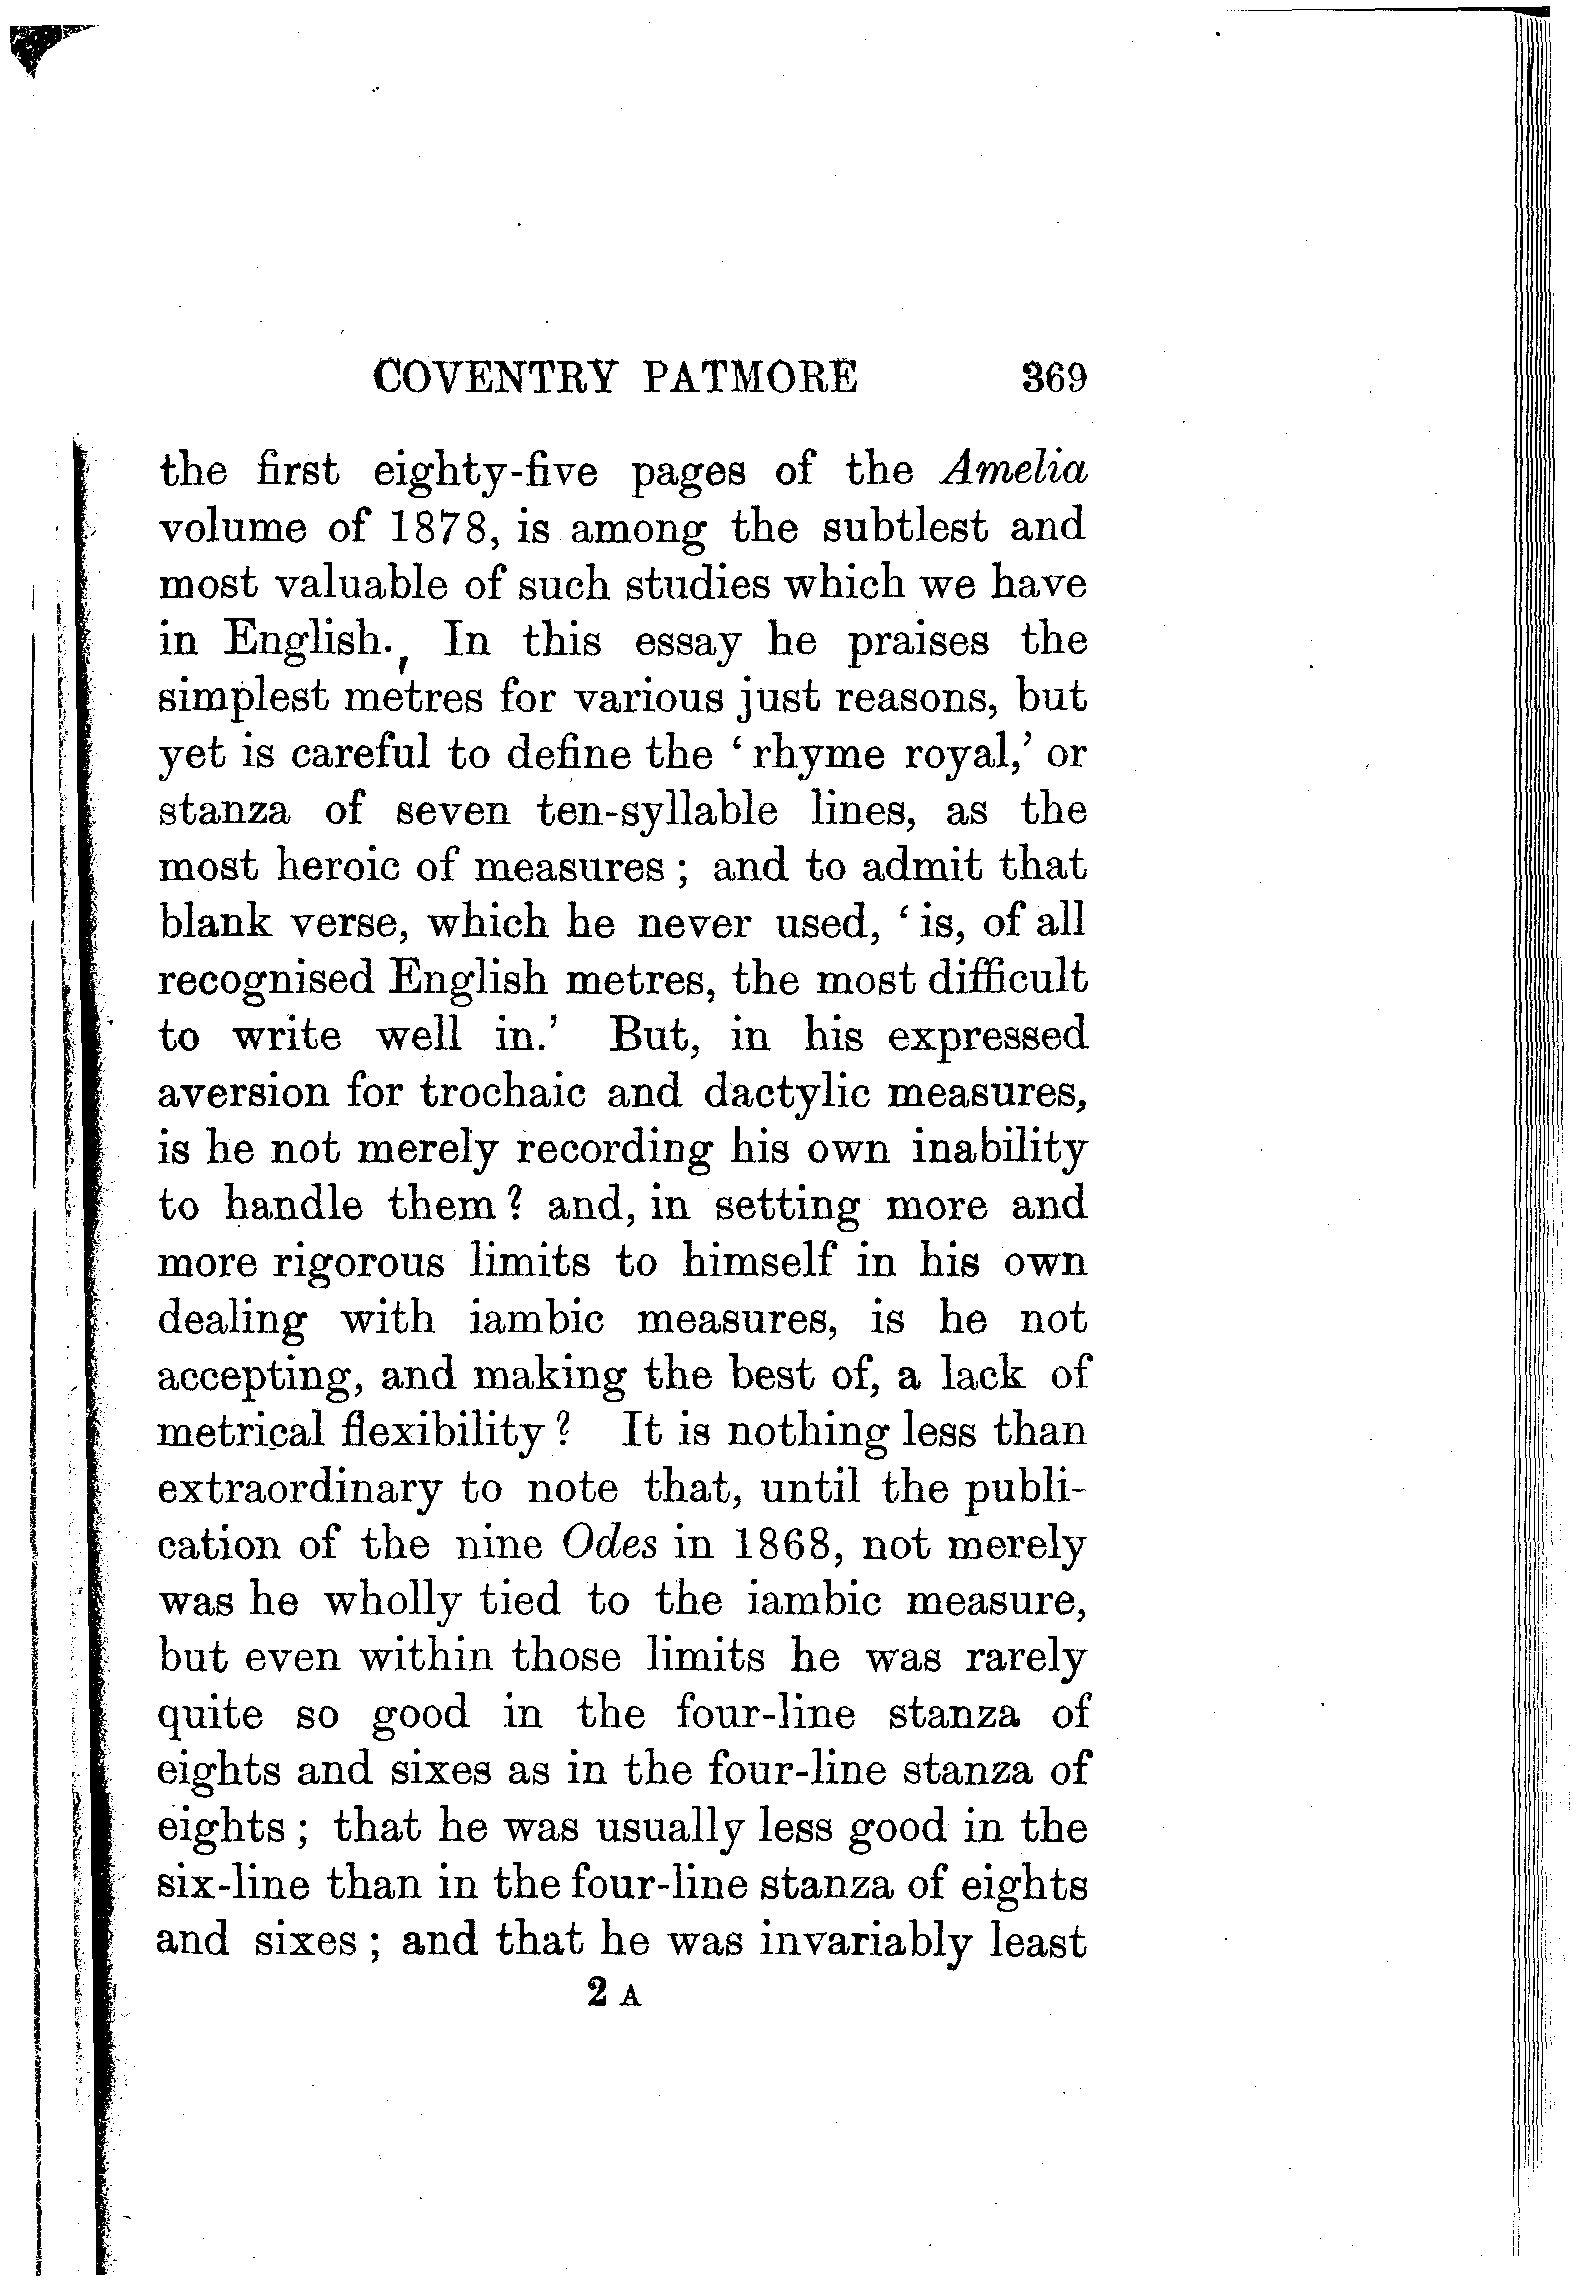 COVENTRY PATMORE 369
the first eighty-five pages of the Amelia
volume of 1878, is among the subtlest and
most valuable of such studies which we have
in English. In this essay he praises the
simplest metres for various just reasons, but
yet is careful to define the ‘rhyme royal,’ or
stanza of seven ten-syllable lines, as the
most heroic of measures; and to admit that
blank verse, which he never used, ‘is, of all
recognised English metres, the most difficult
to write well in.’ But, in his expressed
aversion for trochaic and dactylic measures,
is he not merely recording his own inability
to handle them? and, in setting more and
more rigorous limits to himself in his own
dealing with iambic measures, is he not
accepting, and making the best of, a lack of
metrical flexibility? It is nothing less than
extraordinary to note that, until the publi-
cation of the nine Odes in 1868, not merely
was he wholly tied to the iambic measure,
but even within those limits he was rarely
quite so good in the four-line stanza of
eights and sixes as in the four-line stanza of
eights; that he was usually less good in the
six-line than in the four-line stanza of eights
and sixes; and that he was invariably least
2 A